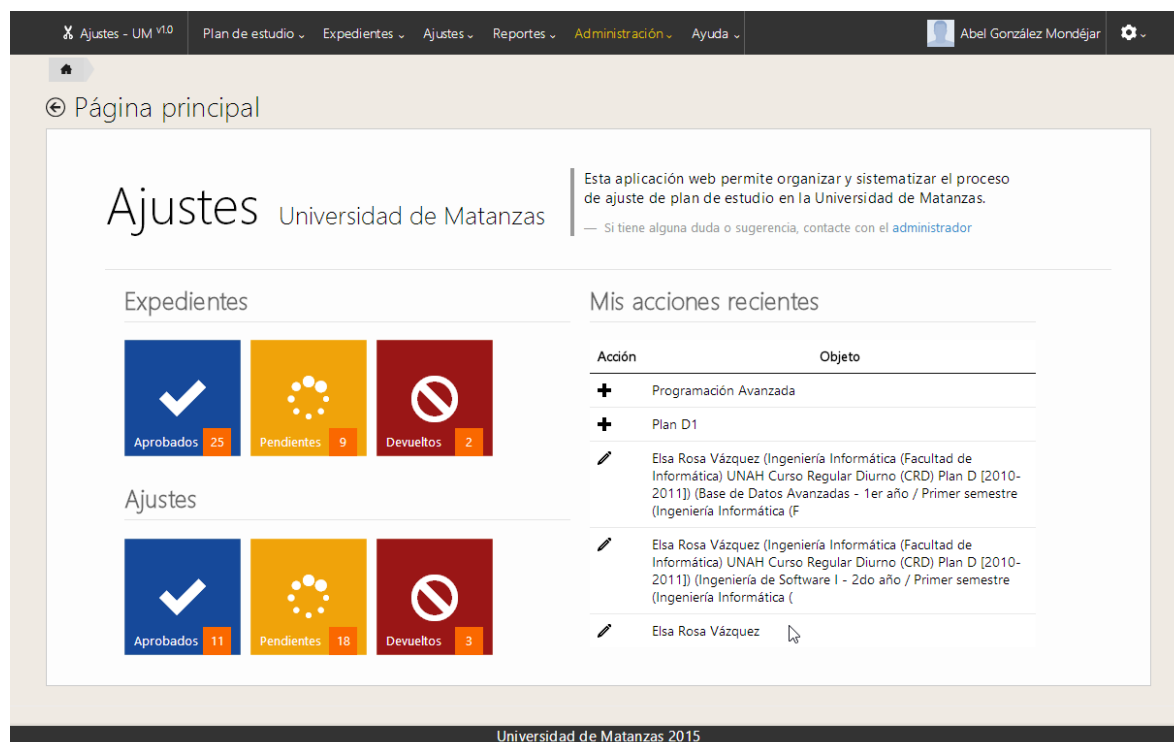 Ajustes - UM v1.0 Plan de estudio Expedientes Ajustes Reportes Administración Ayuda Abel González Mondéjar
Página principal
Ajustes Universidad de Matanzas
Esta aplicación web permite organizar y sistematizar el proceso
de ajuste de plan de estudio en la Universidad de Matanzas.
— Si tiene alguna duda o sugerencia, contacte con el administrador
Expedientes
Aprobados 25
Pendientes 9
Devueltos 2
Ajustes
Aprobados 11
Pendientes 18
Devueltos 3
Mis acciones recientes
Acción Objeto
Programación Avanzada
Plan D1
Elsa Rosa Vázquez (Ingeniería Informática (Facultad de
Informática) UNAH Curso Regular Diurno (CRD) Plan D [2010-
2011]) (Base de Datos Avanzadas - 1er año / Primer semestre
(Ingeniería Informática (F
Elsa Rosa Vázquez (Ingeniería Informática (Facultad de
Informática) UNAH Curso Regular Diurno (CRD) Plan D [2010-
2011]) (Ingeniería de Software I - 2do año / Primer semestre
(Ingeniería Informática (
Elsa Rosa Vázquez
Universidad de Matanzas 2015